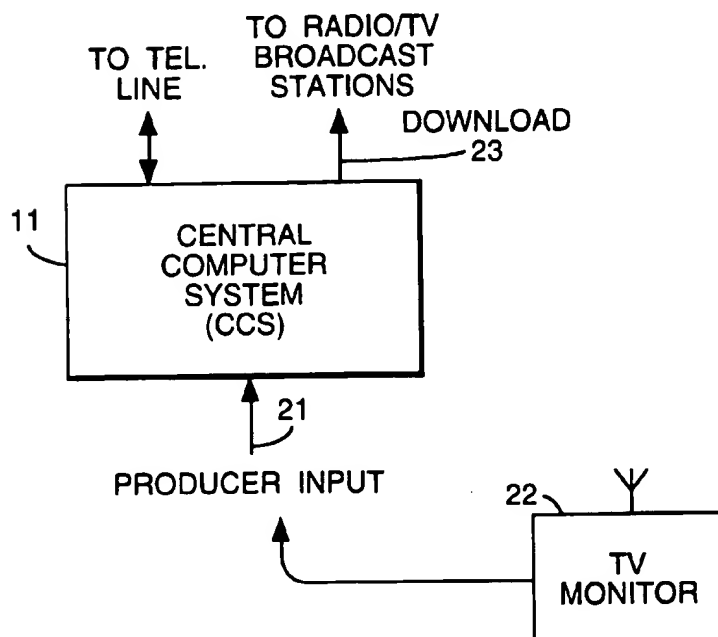 TO RADIO/TV
BROADCAST
STATIONS
TO TEL.
LINE
DOWNLOAD
23
11
CENTRAL
COMPUTER
SYSTEM
(CCS)
21
PRODUCER INPUT
22
TV
MONITOR